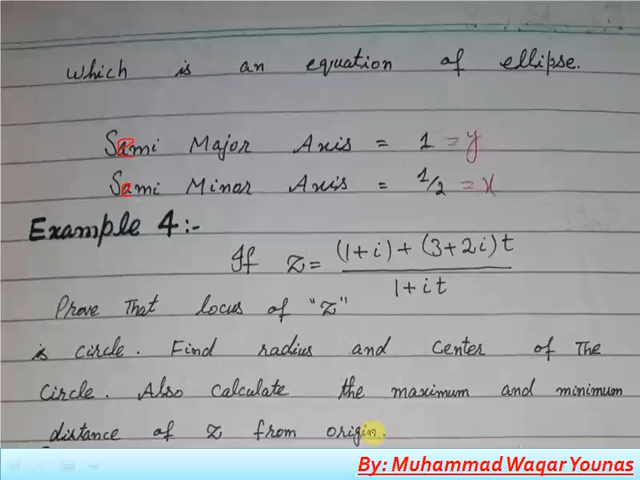 which is an equation of ellipse.
Sami Major Axis = 1 = y
Sami Minor Axis = 1/2 = x
Example 4:-
If z = (1+i) + (3+2i)t / 1+it
Prove That locus of "Z"
is circle. Find radius and center of The
Circle. Also Calculate the maximum and minimum
distance of Z from origin.
By: Muhammad Waqar Younas